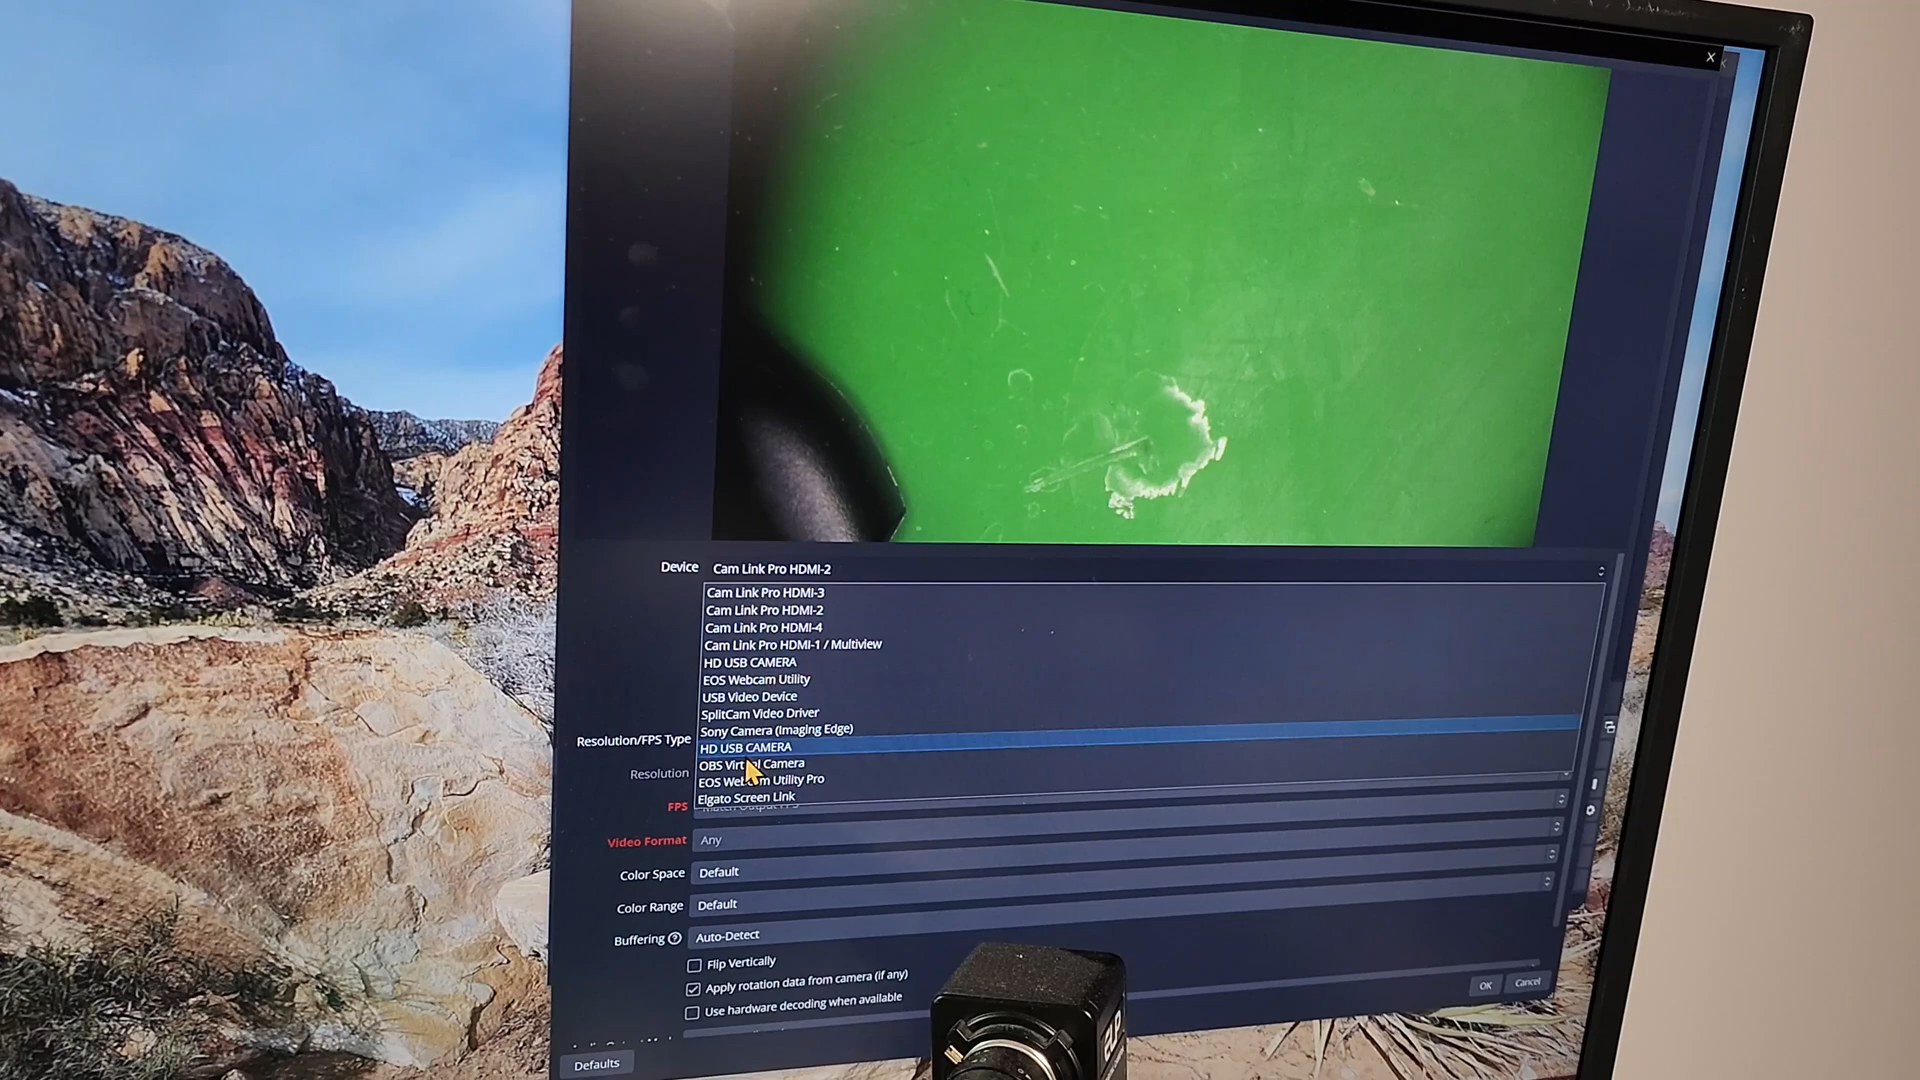 Device Cam Link Pro HDMI-2
Cam Link Pro HDMI-3
Cam Link Pro HDMI-2
Cam Link Pro HDMI-4
Cam Link Pro HDMI-1 / Multiview
HD USB CAMERA
EOS Webcam Utility
USB Video Device
SplitCam Video Driver
Sony Camera (Imaging Edge)
HD USB CAMERA
OBS Virtual Camera
EOS Webcam Utility Pro
Elgato Screen Link
Resolution/FPS Type
Resolution
FPS
Video Format Any
Color Space Default
Color Range Default
Buffering Auto-Detect
Flip Vertically
Apply rotation data from camera (if any)
Use hardware decoding when available
OK Cancel
Defaults
ELP